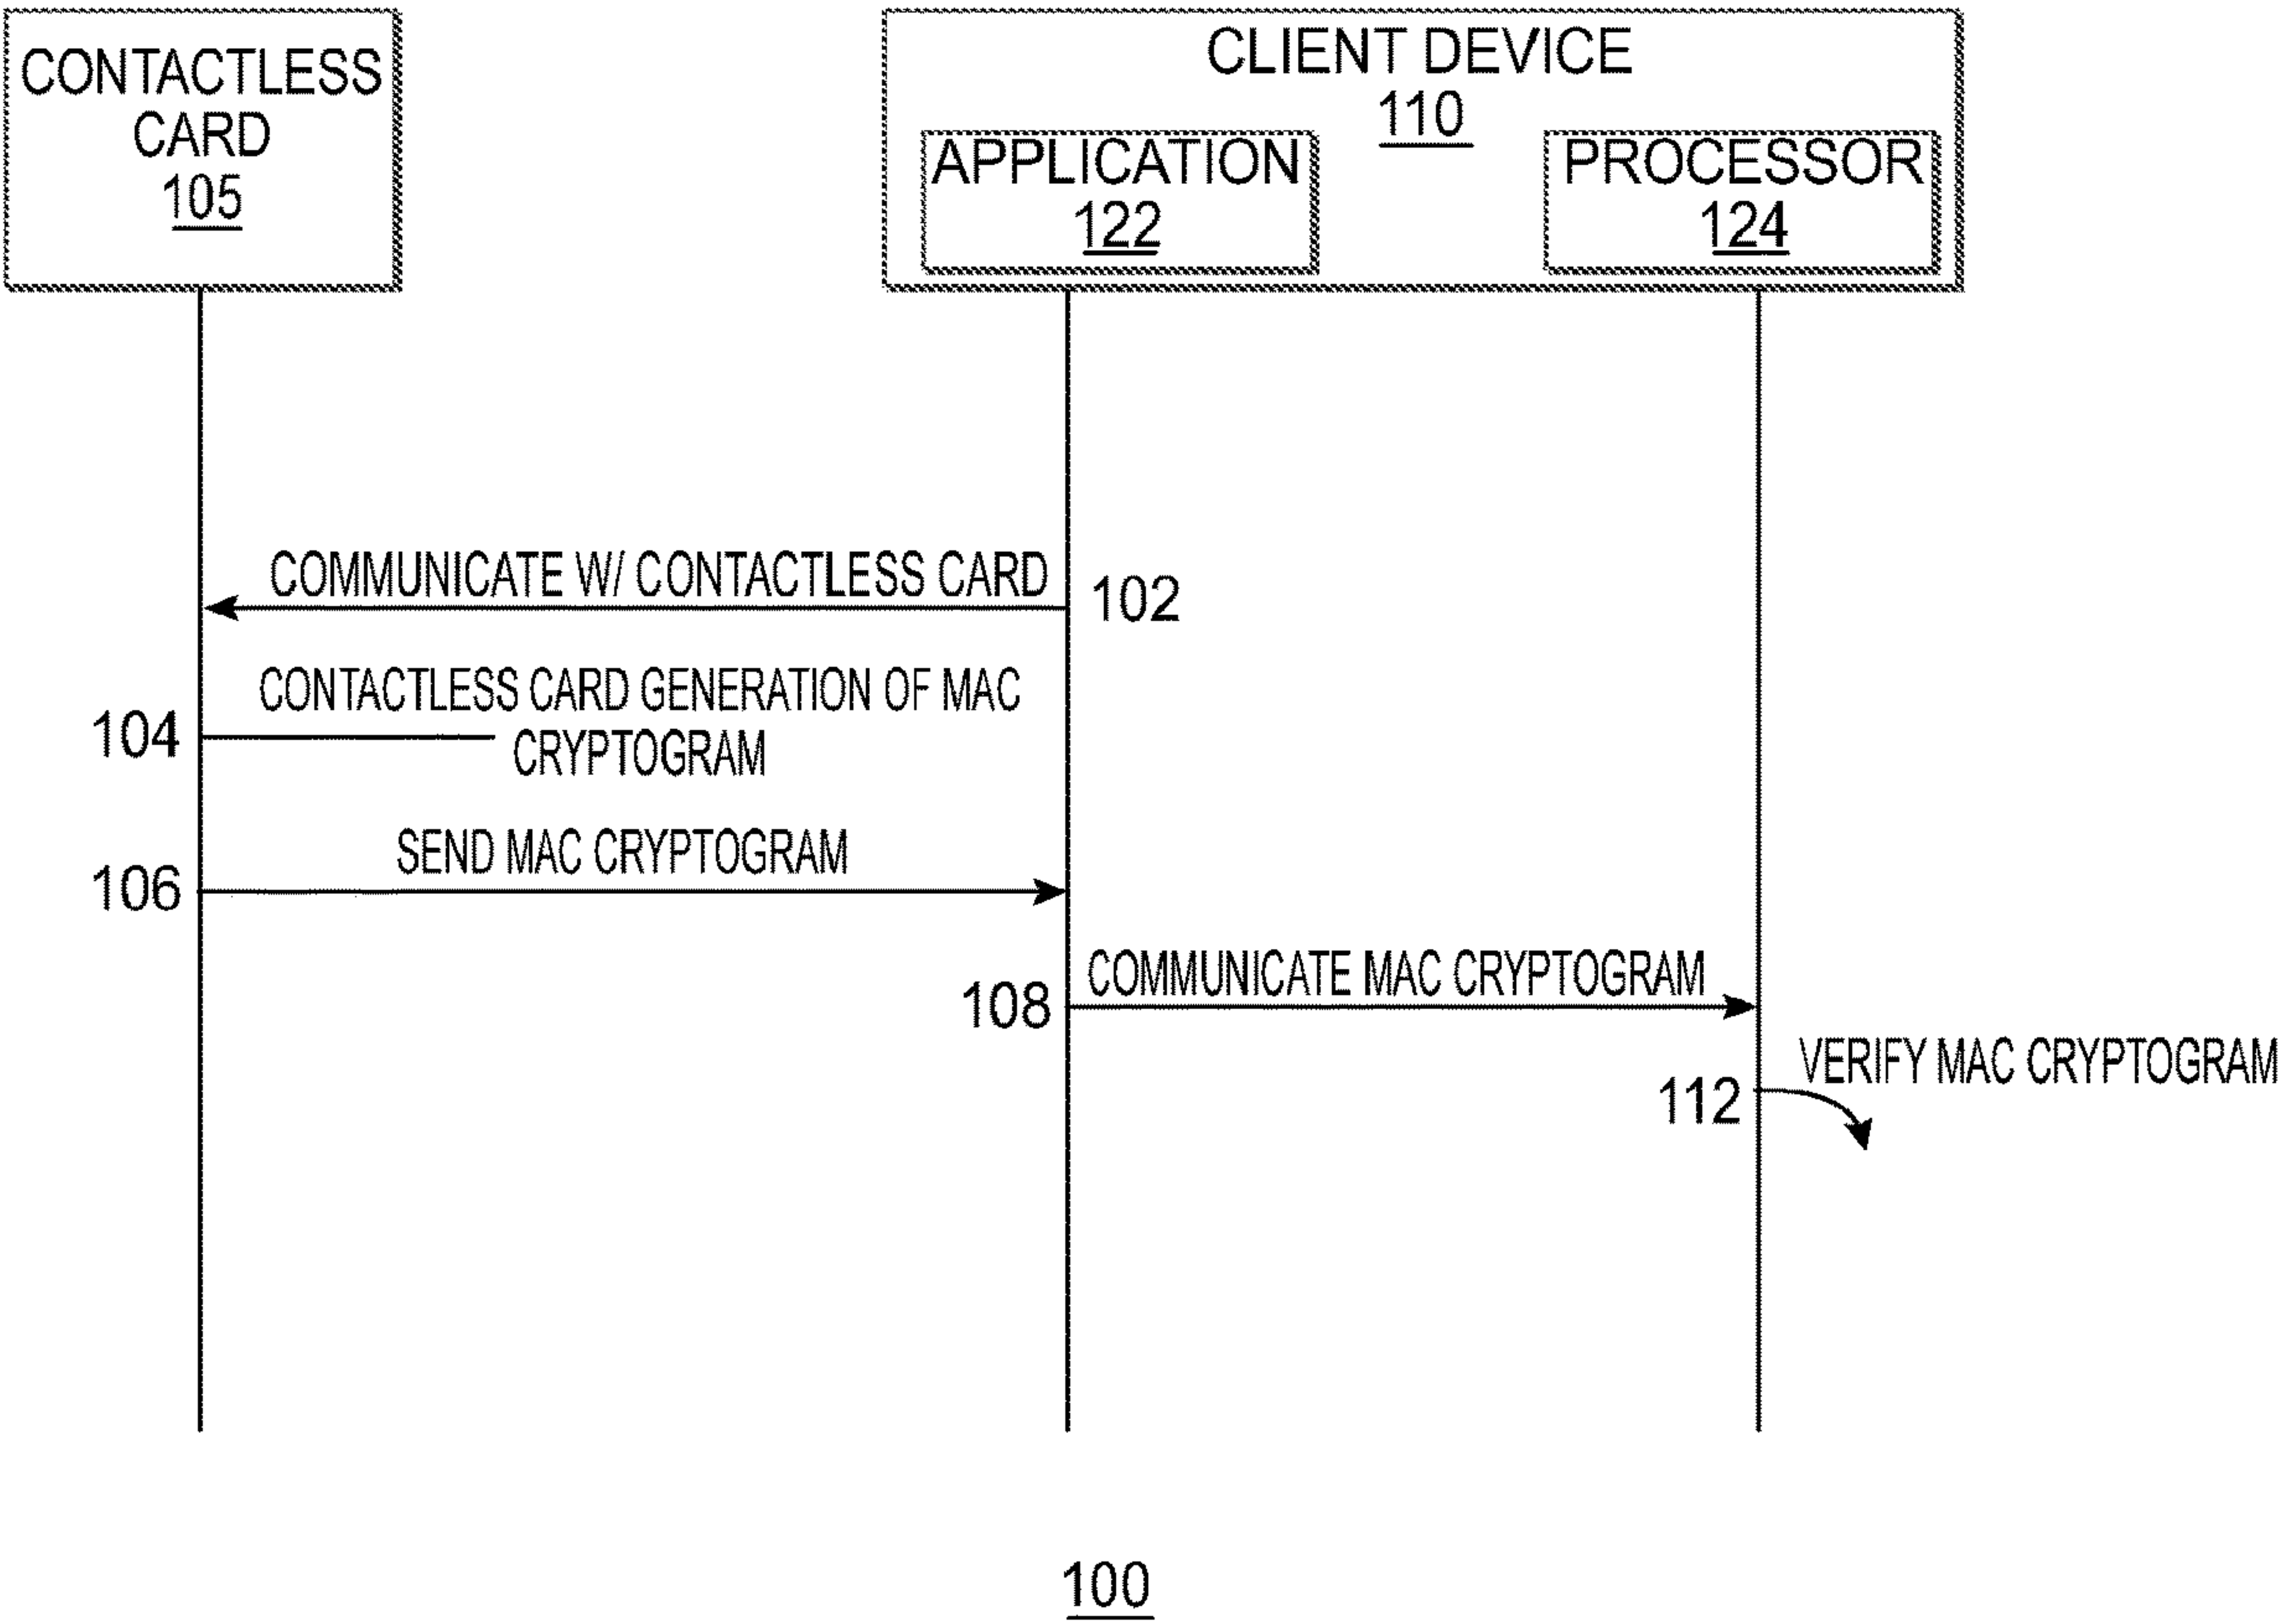 CONTACTLESS
CARD
105
CLIENT DEVICE
110
APPLICATION
122
PROCESSOR
124
COMMUNICATE W/ CONTACTLESS CARD
102
CONTACTLESS CARD GENERATION OF MAC
104
CRYPTOGRAM
SEND MAC CRYPTOGRAM
106
COMMUNICATE MAC CRYPTOGRAM
108
VERIFY MAC CRYPTOGRAM
112
100